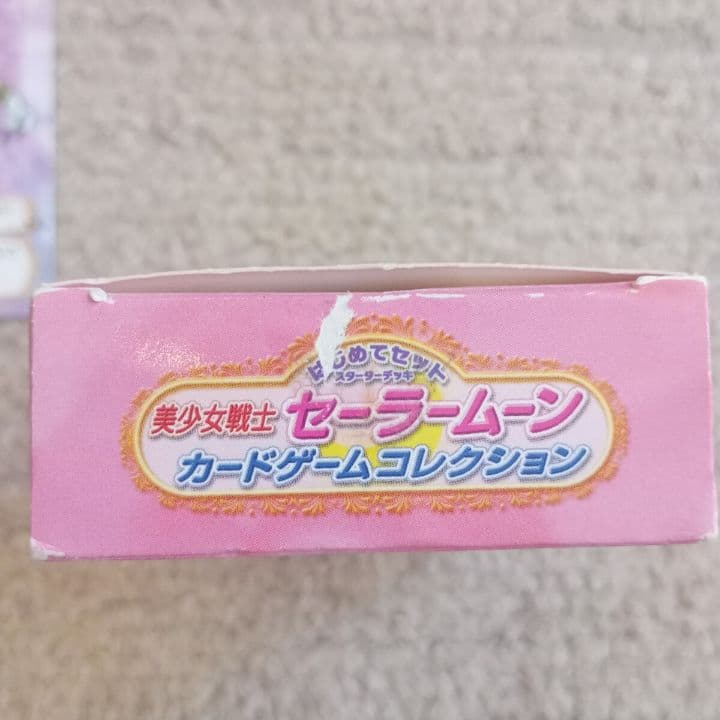 はじめてセット
スターターデッキ
美少女戦士 セーラームーン
カードゲームコレクション